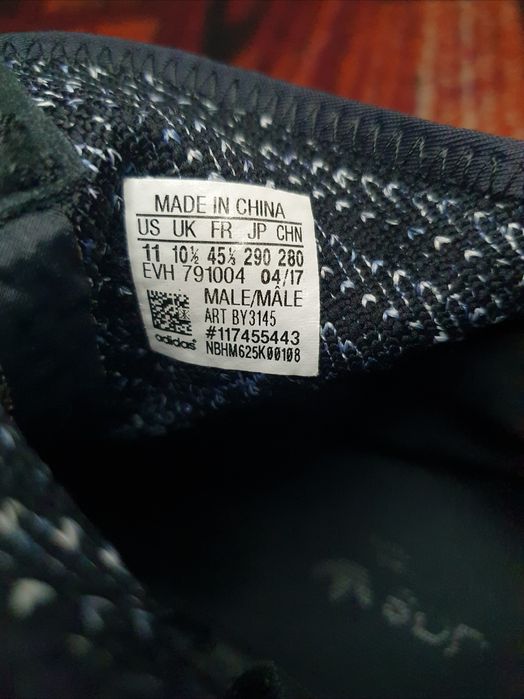 MADE IN CHINA
US UK FR JP CHN
11 10½ 45⅓ 290 280
EVH 791004 04/17
MALE/MÂLE
ART BY3145
#117455443
adidas
NBHM625K00108